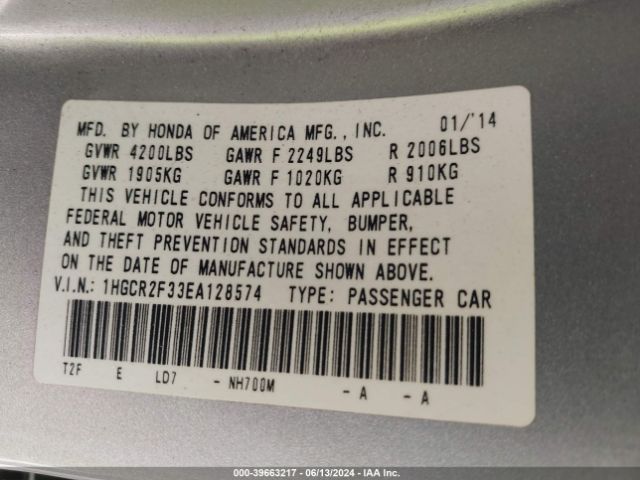 MFD. BY HONDA OF AMERICA MFG., INC. 01/'14
GVWR 4200LBS GAWR F 2249LBS R 2006LBS
GVWR 1905KG GAWR F 1020KG R 910KG
THIS VEHICLE CONFORMS TO ALL APPLICABLE
FEDERAL MOTOR VEHICLE SAFETY, BUMPER,
AND THEFT PREVENTION STANDARDS IN EFFECT
ON THE DATE OF MANUFACTURE SHOWN ABOVE.
V.I.N.: 1HGCR2F33EA128574 TYPE: PASSENGER CAR
T2F E LD7 - NH700M - A - A
000-39663217 - 06/13/2024 - IAA Inc.